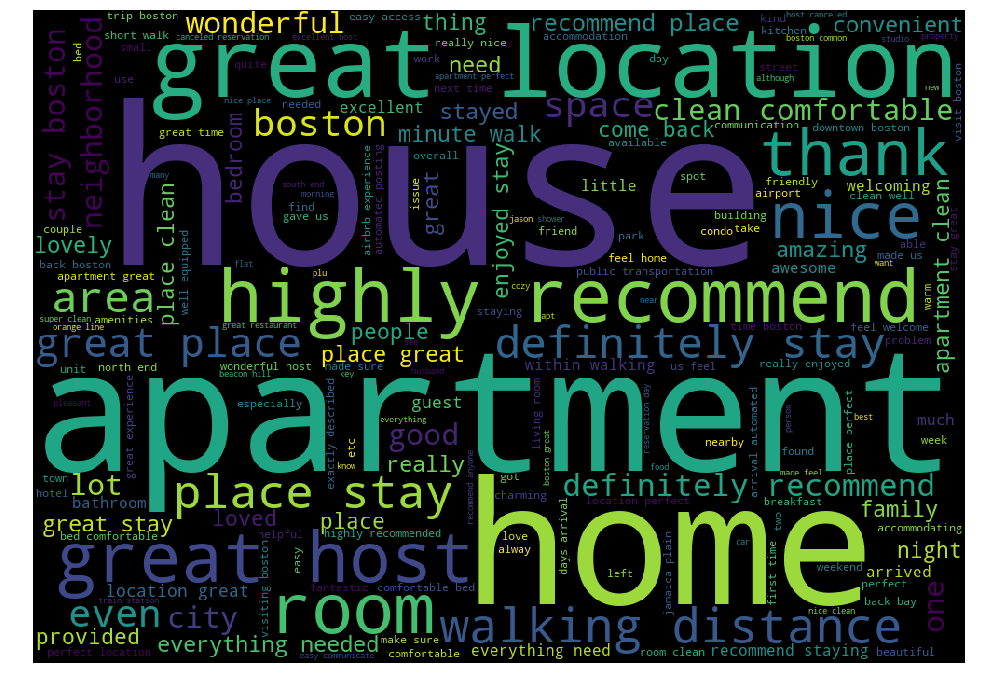 trip boston
wonderful
easy access
thing
recommend place
kind
host canceled
convenient
short walk
canceled reservation
excellent host
really nice
accommodation
kitchen
boston common
studio
property
great location
bed
small
use
quite
work
need
day
street
although
new
stay boston
neighborhood
apartment perfect
next time
nice place
needed
excellent
stayed
space
clean comfortable
visit boston
great time
boston
minute walk
come back
communication
available
downtown boston
house
bedroom
overall
thank
many
south end
morning
find
gave us
airbnb experience
automated posting
issue
great
enjoyed stay
little
spot
friendly
airport
welcoming
clean well
building
condo
take
nice
couple
jason
shower
friend
park
feel home
able
made us
stay great
lovely
place clean
back boston
well equipped
flat
plu
amazing
awesome
want
apartment great
public transportation
area
amenities
highly recommend
cozy
staying
near
warm
apartment clean
super clean
orange line
great restaurant
apt
people
time boston
feel welcome
problem
great place
definitely stay
place great
made sure
see
unit
north end
wonderful host
beacon hill
key
husband
within walking
us feel
really enjoyed
apartment
pleasant
great experience
especially
exactly described
everything
guest
good
etc
know
really
living room
boston great
nearby
reservation day
arrival automated
person
found
place perfect
best
much
week
town
hotel
lot
bathroom
place stay
recommend anyone
got
charming
food
made feel
location perfect
definitely recommend
breakfast
family
great stay
bed comfortable
loved
helpful
place
highly recommended
love
alway
days arrival
home
left
car
two
first time
weekend
accommodating
night
arrived
perfect
back bay
great host
location great
visiting boston
easy
fantastic
comfortable bed
jamaica plain
nice clean
one
even
city
room
walking distance
provided
train station
perfect location
everything needed
easy communicate
make sure
comfortable
everything need
room clean
recommend staying
beautiful